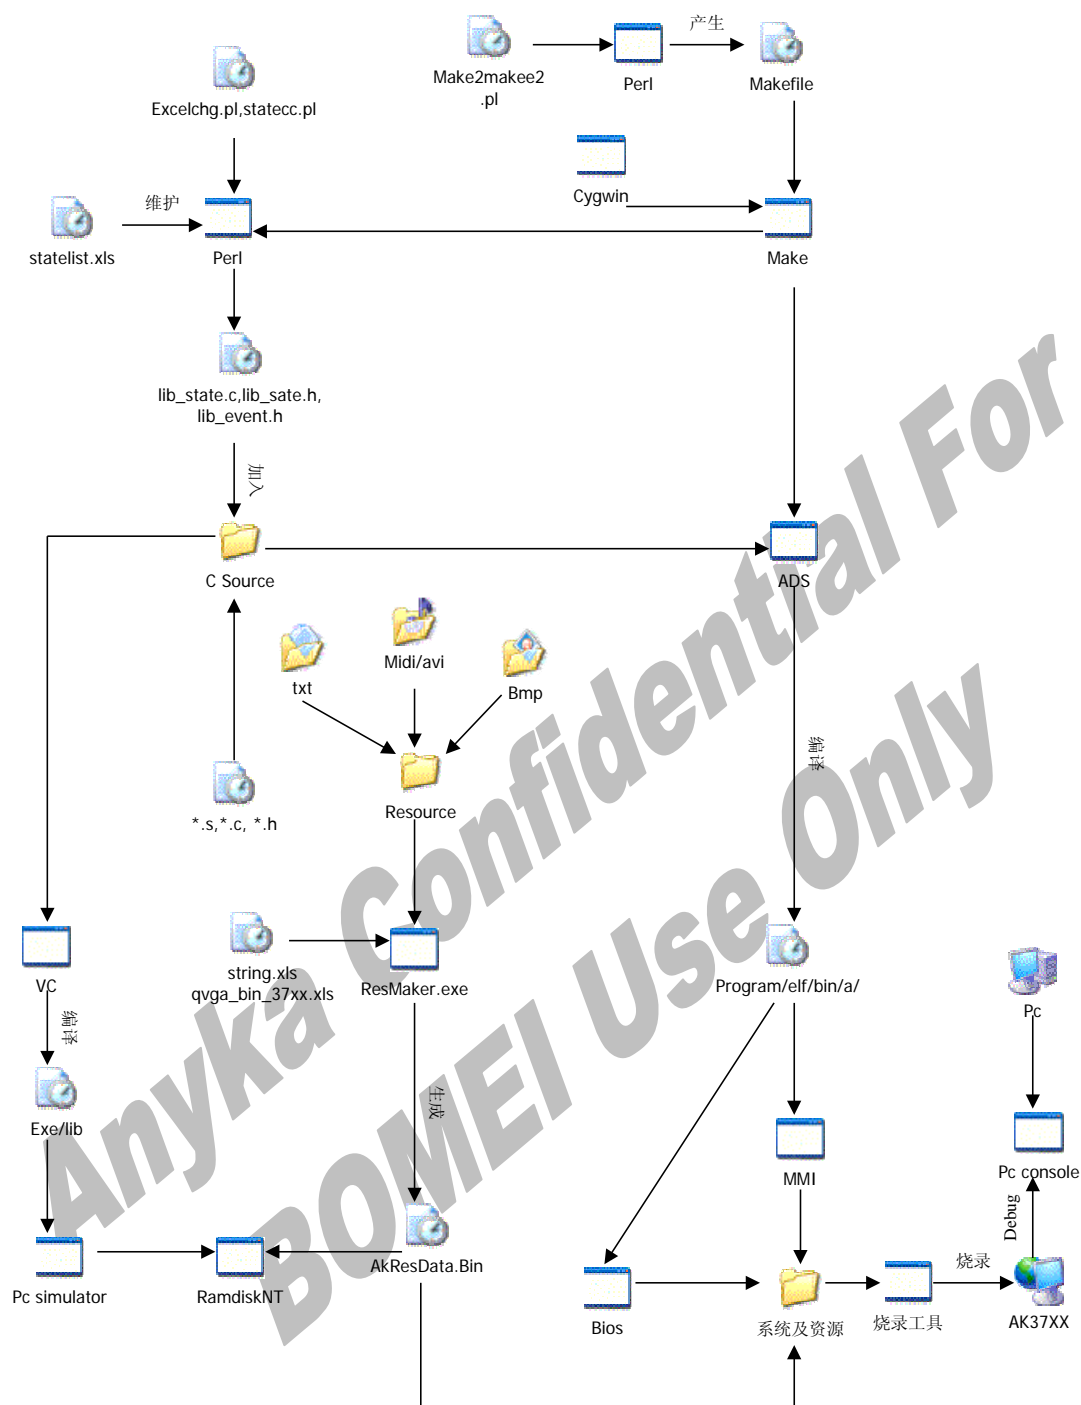 产生
Make2makee2
.pl
Perl
Makefile
Excelchg.pl,statecc.pl
Cygwin
维护
statelist.xls
Perl
Make
lib_state.c,lib_sate.h,
lib_event.h
加入
C Source
ADS
Midi/avi
txt
Bmp
编译
Resource
*.s,*.c, *.h
string.xls
qvga_bin_37xx.xls
ResMaker.exe
VC
Program/elf/bin/a/
Pc
编译
生成
Exe/lib
MMI
Pc console
Debug
AkResData.Bin
烧录
Pc simulator
RamdiskNT
Bios
系统及资源
烧录工具
AK37XX
Anyka Confidential For
BOMEI Use Only